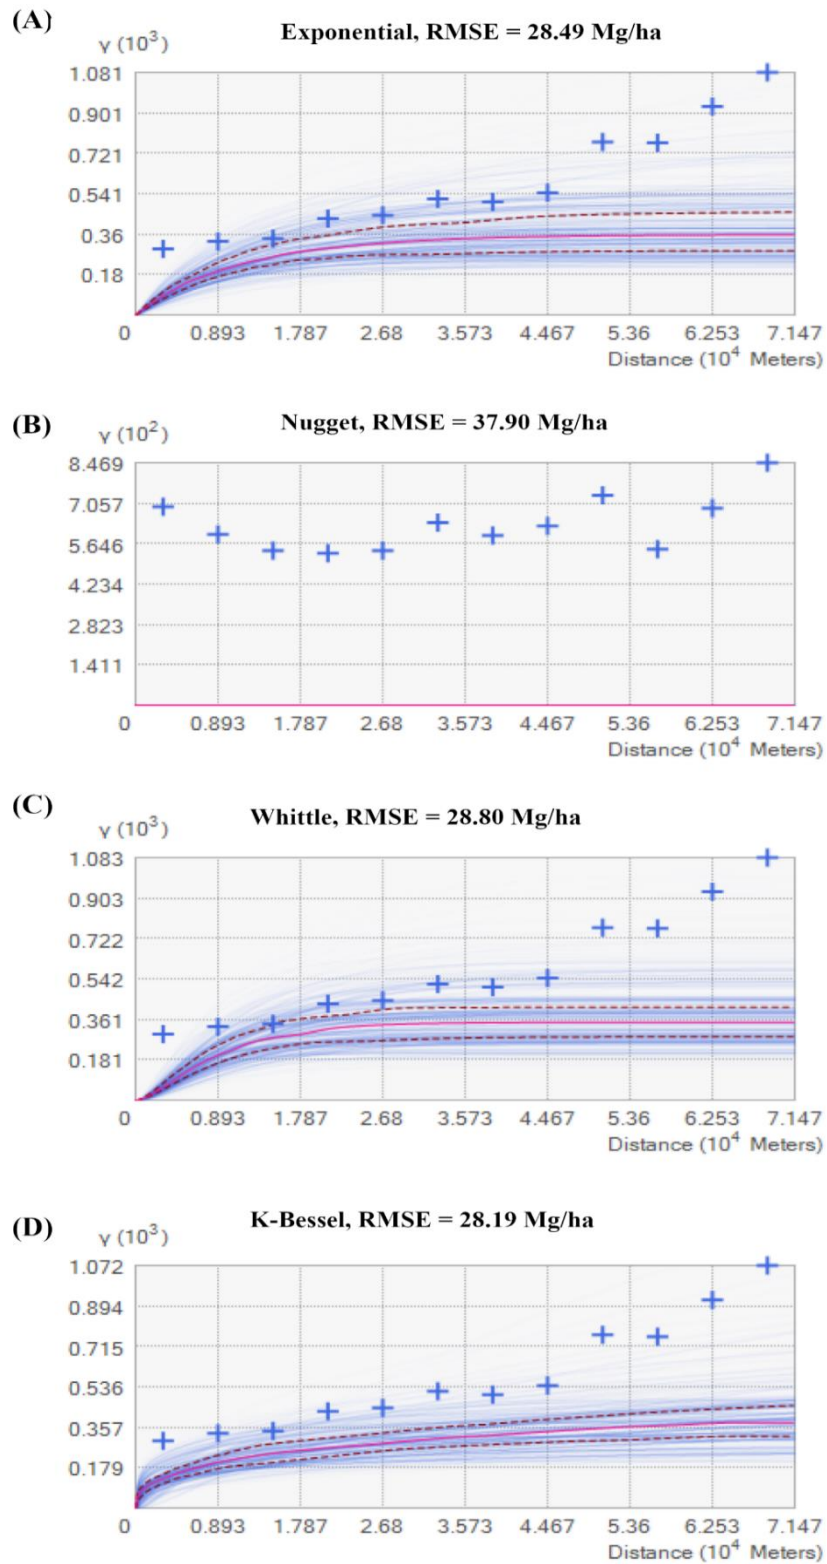 (A)
Exponential, RMSE = 28.49 Mg/ha
γ (10³)
1.081
0.901
0.721
0.541
0.36
0.18
0 0.893 1.787 2.68 3.573 4.467 5.36 6.253 7.147
Distance (10⁴ Meters)
(B)
Nugget, RMSE = 37.90 Mg/ha
γ (10²)
8.469
7.057
5.646
4.234
2.823
1.411
0 0.893 1.787 2.68 3.573 4.467 5.36 6.253 7.147
Distance (10⁴ Meters)
(C)
Whittle, RMSE = 28.80 Mg/ha
γ (10³)
1.083
0.903
0.722
0.542
0.361
0.181
0 0.893 1.787 2.68 3.573 4.467 5.36 6.253 7.147
Distance (10⁴ Meters)
(D)
K-Bessel, RMSE = 28.19 Mg/ha
γ (10³)
1.072
0.894
0.715
0.536
0.357
0.179
0 0.893 1.787 2.68 3.573 4.467 5.36 6.253 7.147
Distance (10⁴ Meters)